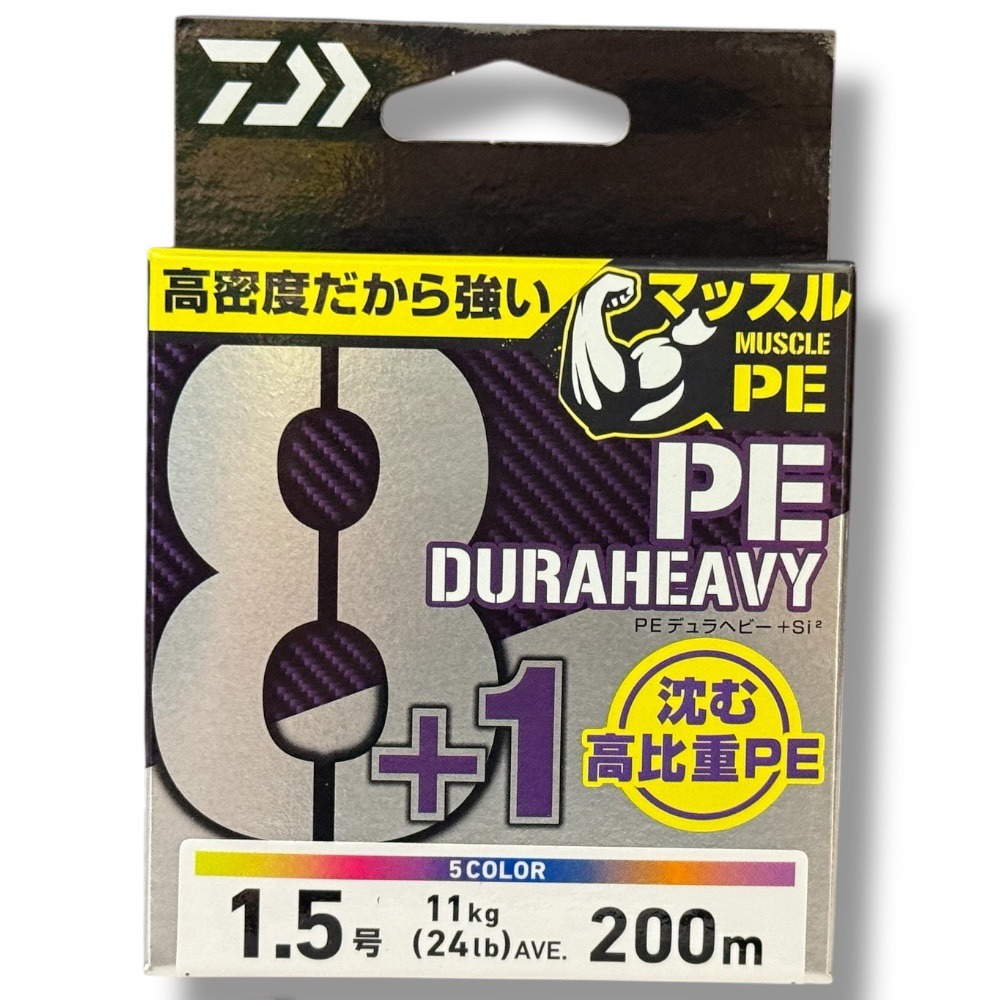 高密度だから強い
マッスル
MUSCLE
PE
PE
DURAHEAVY
PEデュラヘビー+Si²
8
+1
沈む
高比重PE
5COLOR
1.5号
11kg
(24lb)AVE.
200m